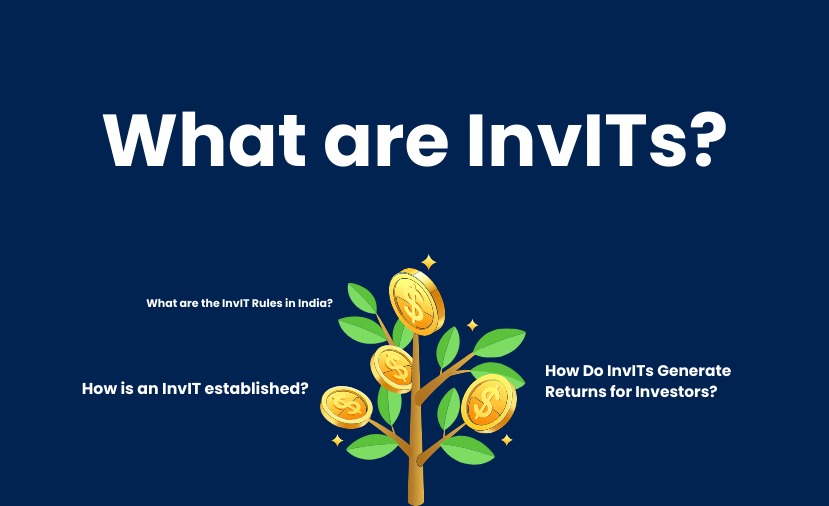 What are InvITs?
What are the InvIT Rules in India?
How is an InvIT established?
How Do InvITs Generate
Returns for Investors?